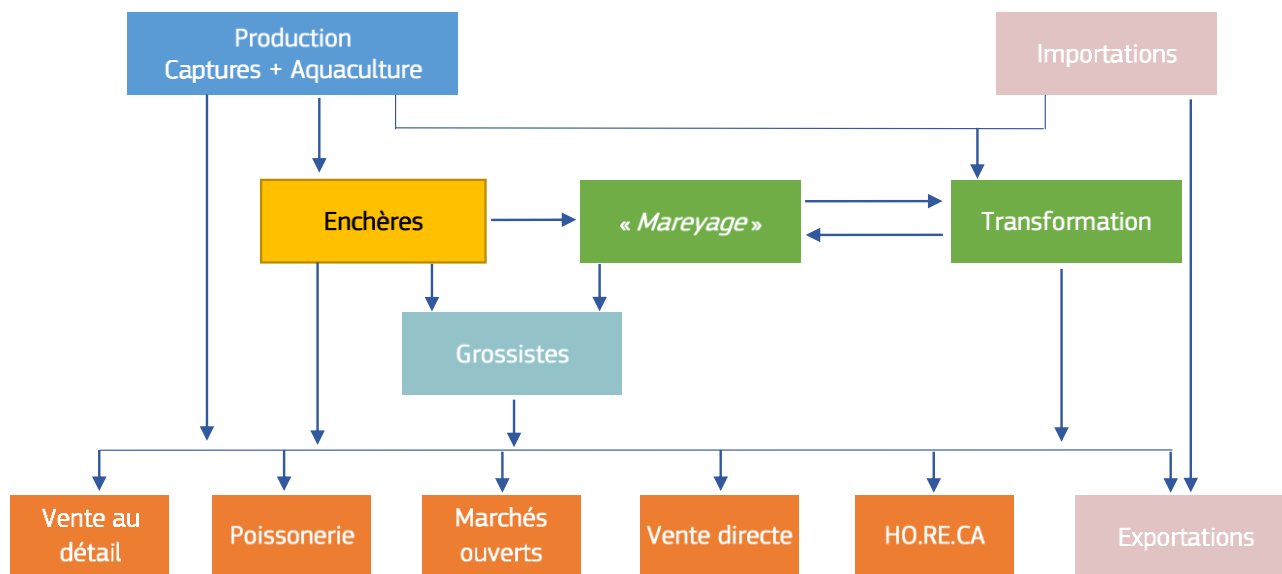 Production
Captures + Aquaculture
Importations
Enchères
« Mareyage »
Transformation
Grossistes
Vente au
détail
Poissonerie
Marchés
ouverts
Vente directe
HO.RE.CA
Exportations